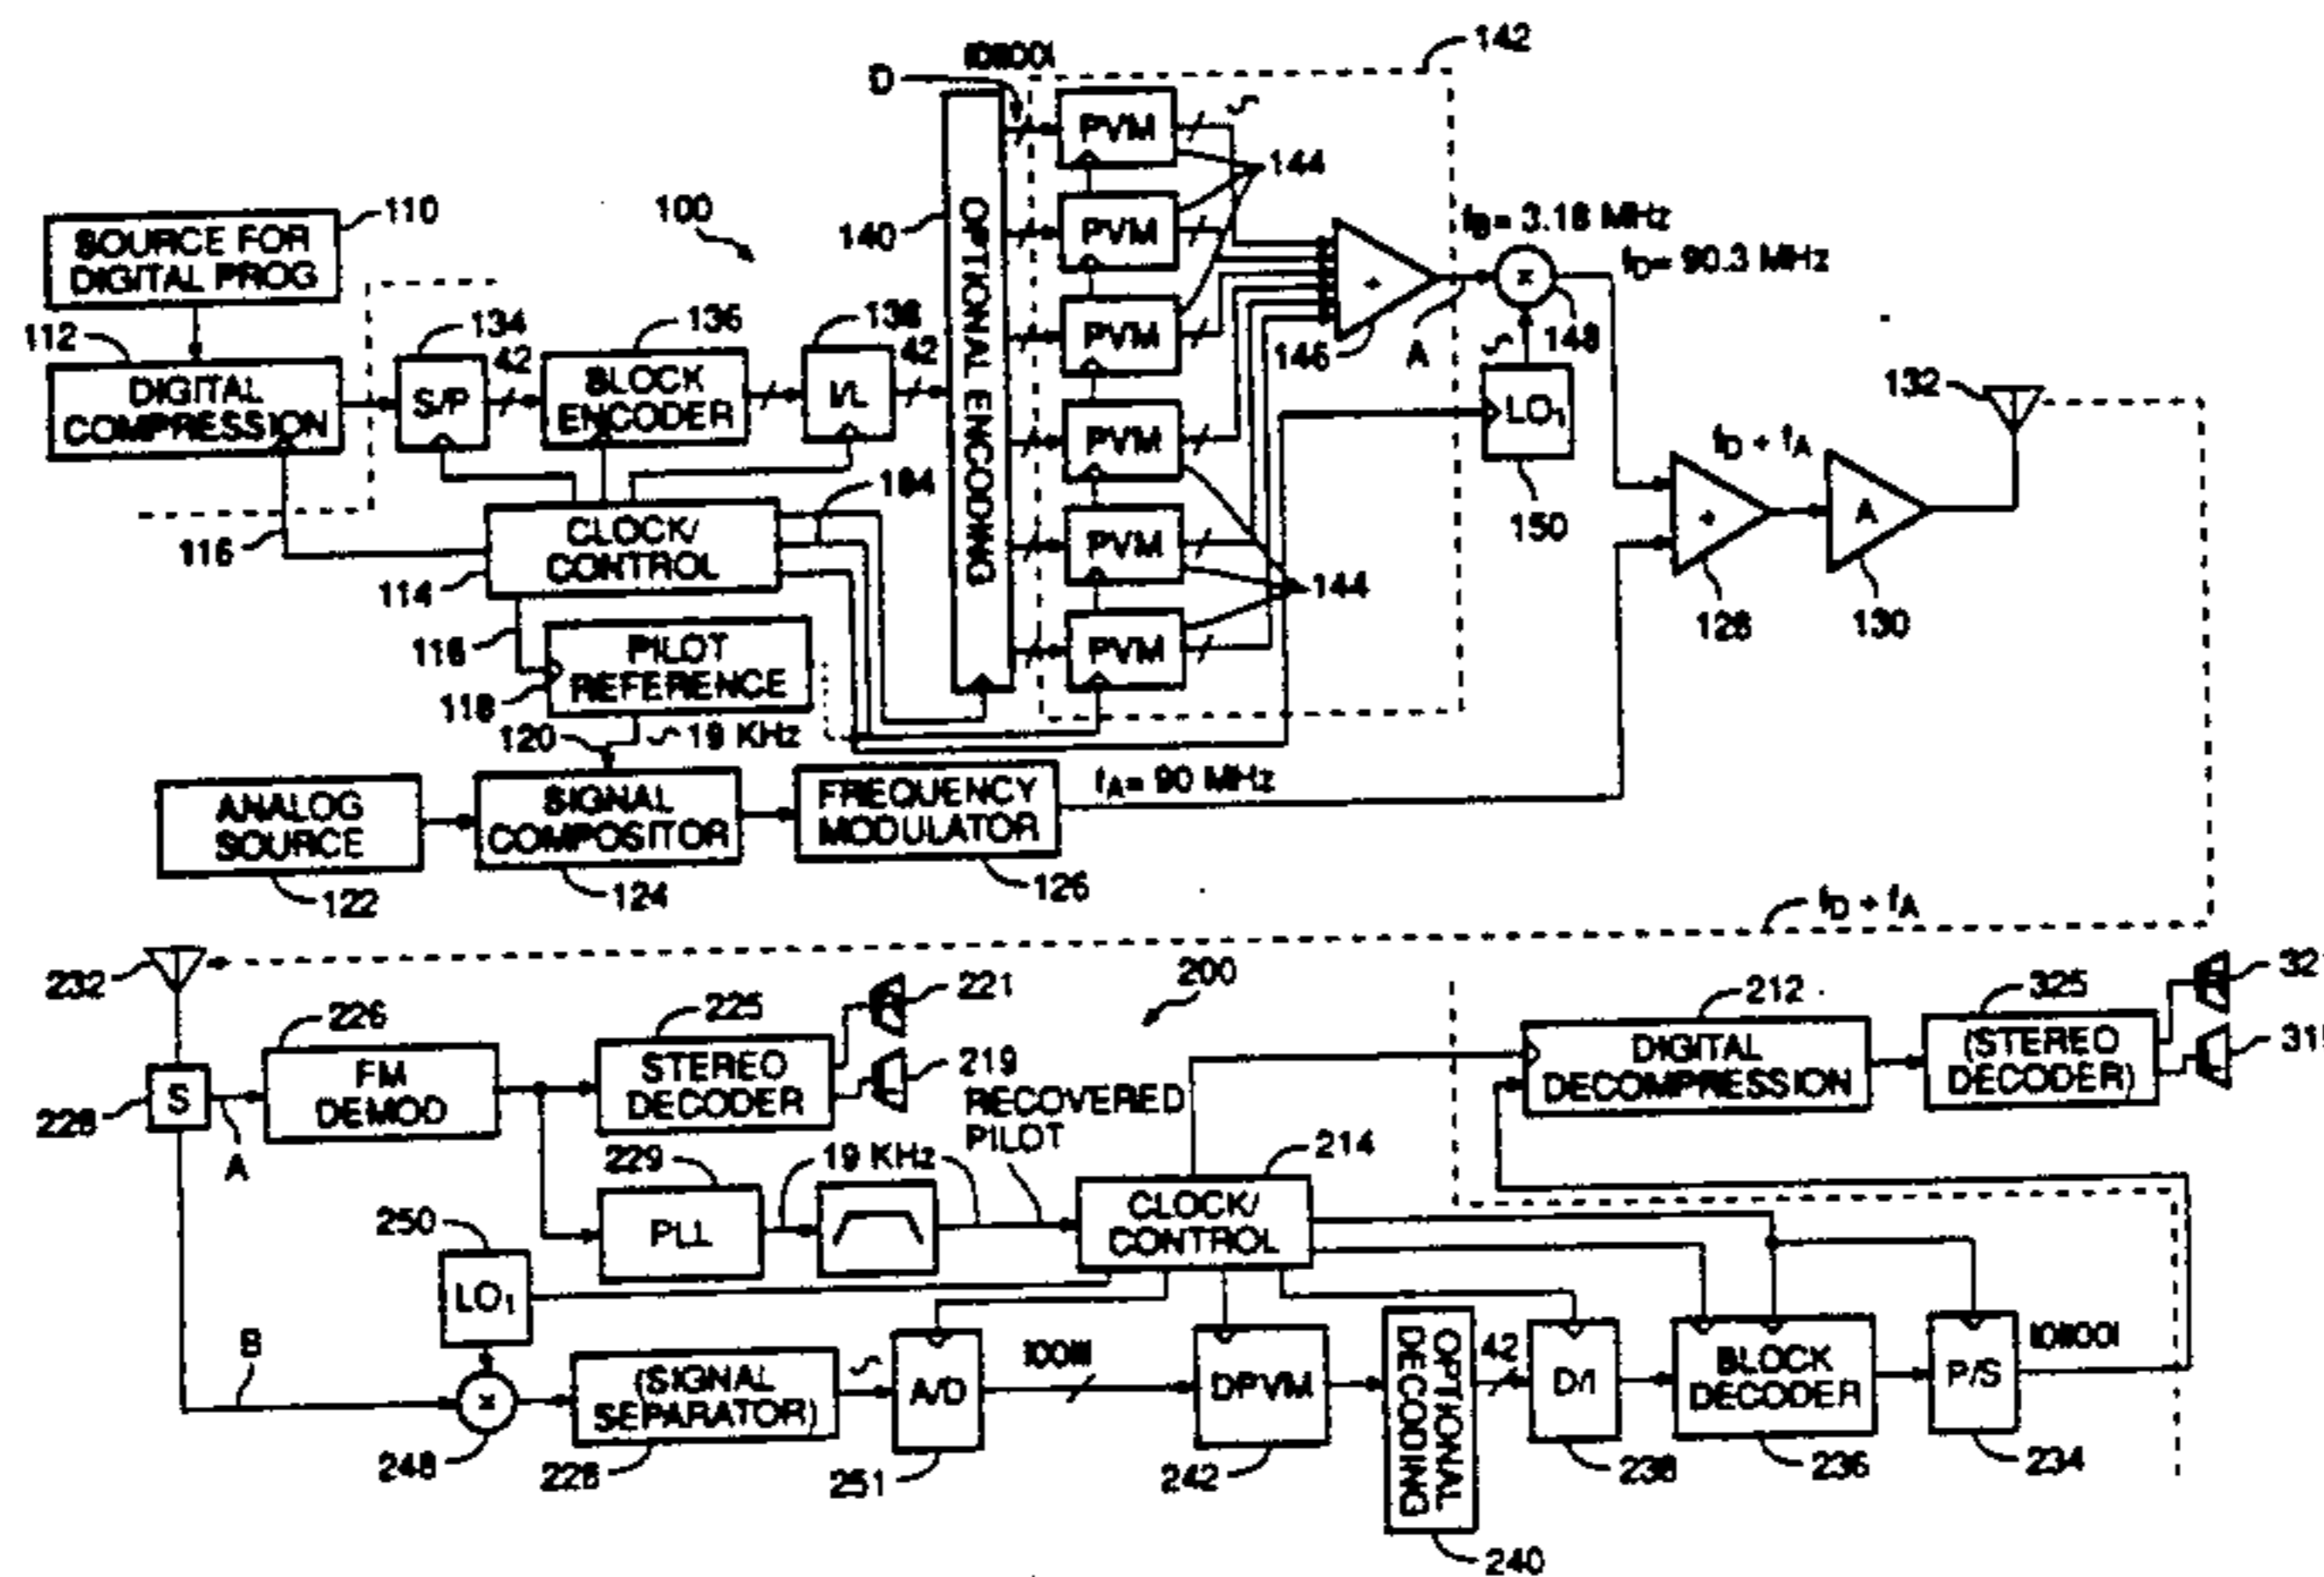 142
D
PVM
144
110
100
PVM
SOURCE FOR
DIGITAL PROG
140
OPTIONAL ENCODING
fB= 3.18 MHz
fD= 90.3 MHz
+
×
112
134
136
138
PVM
146
A
148
132
42
42
DIGITAL
COMPRESSION
S/P
BLOCK
ENCODER
I/L
LO1
PVM
fD + fA
184
150
116
CLOCK/
CONTROL
PVM
+
A
114
144
128
130
116
PILOT
REFERENCE
PVM
118
120
19 KHz
fA= 90 MHz
ANALOG
SOURCE
SIGNAL
COMPOSITOR
FREQUENCY
MODULATOR
122
124
126
fD + fA
232
221
200
212
325
321
226
225
FM
DEMOD
STEREO
DECODER
219
DIGITAL
DECOMPRESSION
(STEREO
DECODER)
S
228
A
RECOVERED
PILOT
229
19 KHz
214
250
PLL
CLOCK/
CONTROL
LO1
B
OPTIONAL
DECODING
42
×
(SIGNAL
SEPARATOR)
A/D
DPVM
D/I
BLOCK
DECODER
P/S
248
228
251
242
238
236
234
240